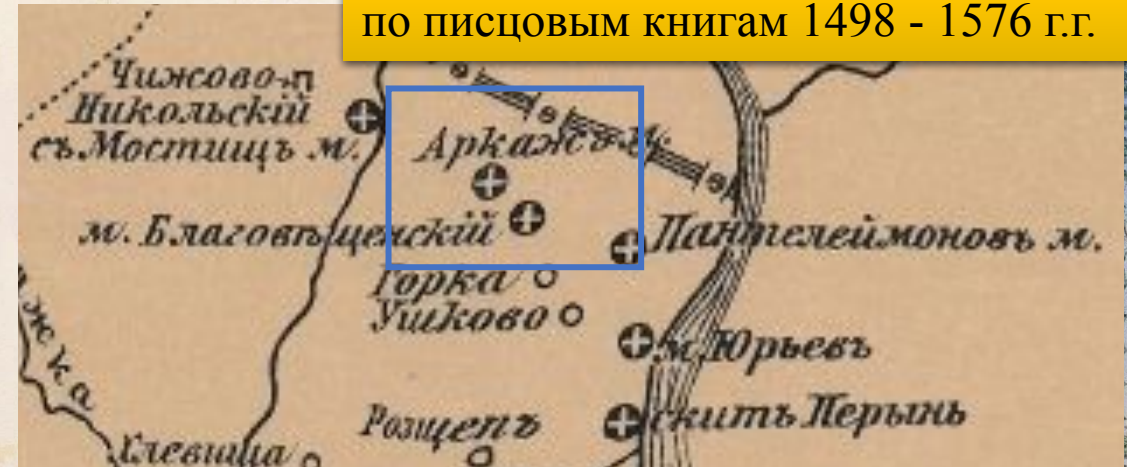 по писцовым книгам 1498 - 1576 г.г.
Чижово
Никольскій
съ Мостищъ м.
Аркажъ м.
м. Благовѣщенскій
Пантелеймоновъ м.
Горка
Ушково
жка
м. Юрьевъ
Розщепъ
скитъ Перынь
Хлевища